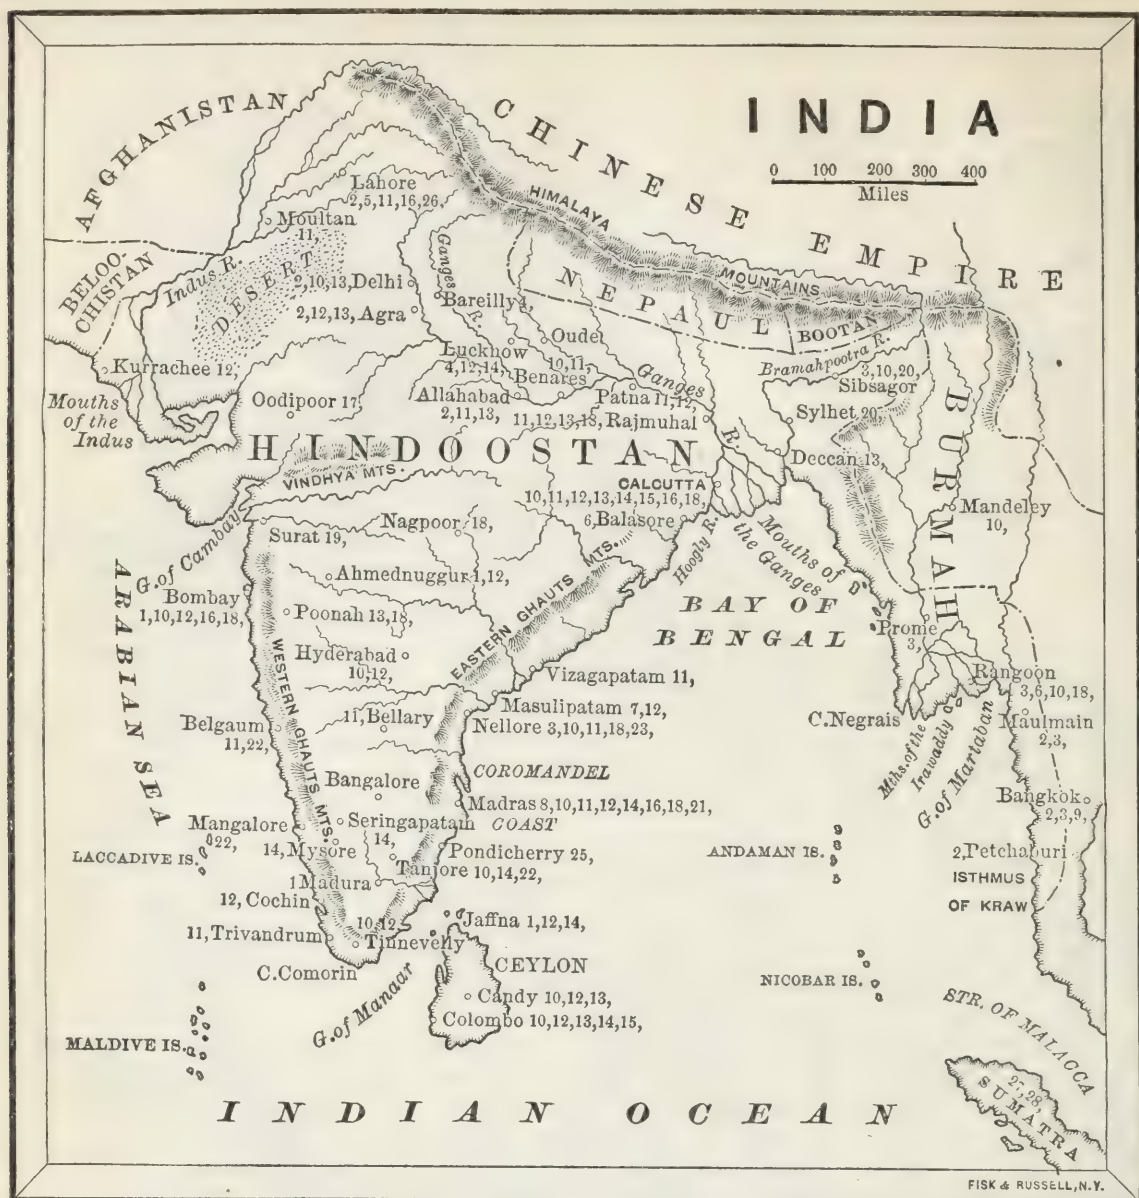 INDIA
0 100 200 300 400
Miles
AFGHANISTAN
CHINESE EMPIRE
HIMALAYA
MOUNTAINS
Lahore
2,5,11,16,26,
Moultan
11,
BELOO-
CHISTAN
Indus R.
DESERT
2,10,13, Delhi
Ganges
R.
NEPAUL
BOOTAN
Bareilly 4,
2,12,13, Agra
Oude
Kurrachee 12,
Luckhow
4,12,14,
10,11,
Benares
Ganges
R.
Bramahpootra R.
3,10,20,
Sibsagor
Mouths
of the
Indus
Oodipoor 17,
Allahabad
2,11,13,
Patna 11,12,
11,12,13,18, Rajmuhal
Sylhet 20,
BURMAH
HINDOOSTAN
Deccan 13,
VINDHYA MTS.
CALCUTTA
10,11,12,13,14,15,16,18,
Mandeley
10,
Nagpoor 18,
6, Balasore
Hoogly R.
Mouths of
the Ganges
G. of Cambay
Surat 19,
Ahmednuggur 1,12,
Bombay
1,10,12,16,18,
Poonah 13,18,
EASTERN GHAUTS MTS.
BAY OF
BENGAL
Prome
3,
ARABIAN SEA
WESTERN GHAUTS MTS.
Hyderabad
10,12,
Vizagapatam 11,
Rangoon
3,6,10,18,
Masulipatam 7,12,
Belgaum
11,22,
11, Bellary
Nellore 3,10,11,18,23,
C. Negrais
Maulmain
2,3,
Mths. of the
Irawaddy
G. of Martaban
COROMANDEL
COAST
Bangalore
Madras 8,10,11,12,14,16,18,21,
Bangkok
2,3,9,
Mangalore
22,
Seringapatam
14,
LACCADIVE IS.
14, Mysore
Pondicherry 25,
ANDAMAN IS.
2, Petchaburi
Tanjore 10,14,22,
ISTHMUS
OF KRAW
1 Madura
12, Cochin
10,12,
Jaffna 1,12,14,
11, Trivandrum
Tinnevelly
C. Comorin
CEYLON
NICOBAR IS.
G. of Manaar
Candy 10,12,13,
Colombo 10,12,13,14,15,
STR. OF MALACCA
MALDIVE IS.
27,28,
SUMATRA
INDIAN OCEAN
FISK & RUSSELL, N.Y.